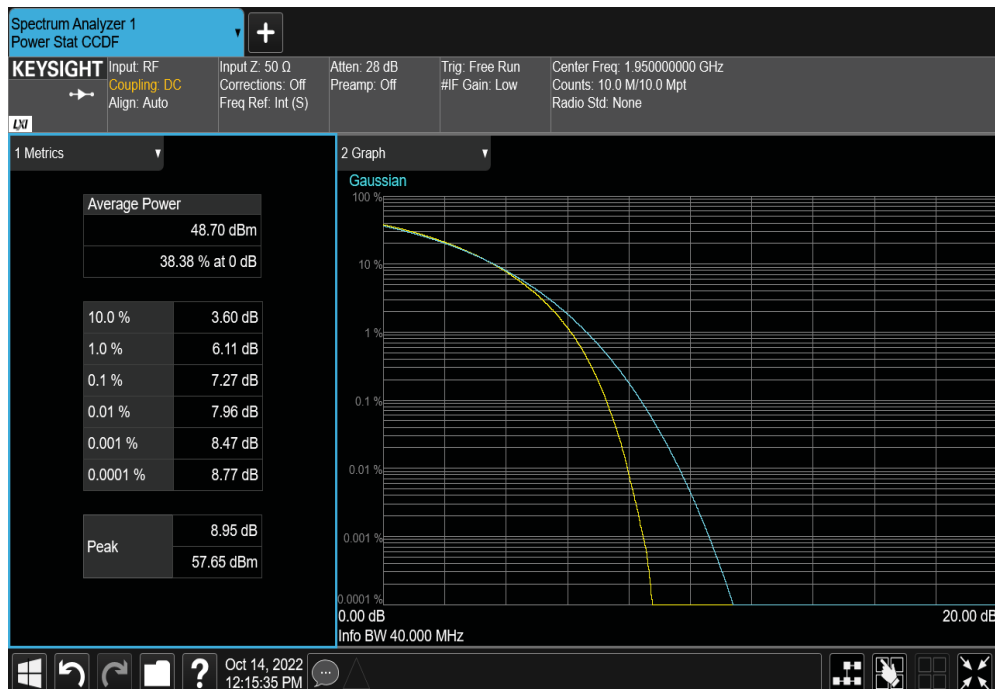 Spectrum Analyzer 1
Power Stat CCDF
KEYSIGHT
LXI
Input: RF
Coupling: DC
Align: Auto
Input Z: 50 Ω
Corrections: Off
Freq Ref: Int (S)
Atten: 28 dB
Preamp: Off
Trig: Free Run
#IF Gain: Low
Center Freq: 1.950000000 GHz
Counts: 10.0 M/10.0 Mpt
Radio Std: None
1 Metrics
Average Power
48.70 dBm
38.38 % at 0 dB
10.0 % 3.60 dB
1.0 % 6.11 dB
0.1 % 7.27 dB
0.01 % 7.96 dB
0.001 % 8.47 dB
0.0001 % 8.77 dB
Peak
8.95 dB
57.65 dBm
2 Graph
Gaussian
100 %
10 %
1 %
0.1 %
0.01 %
0.001 %
0.0001 %
0.00 dB 20.00 dB
Info BW 40.000 MHz
?
Oct 14, 2022
12:15:35 PM